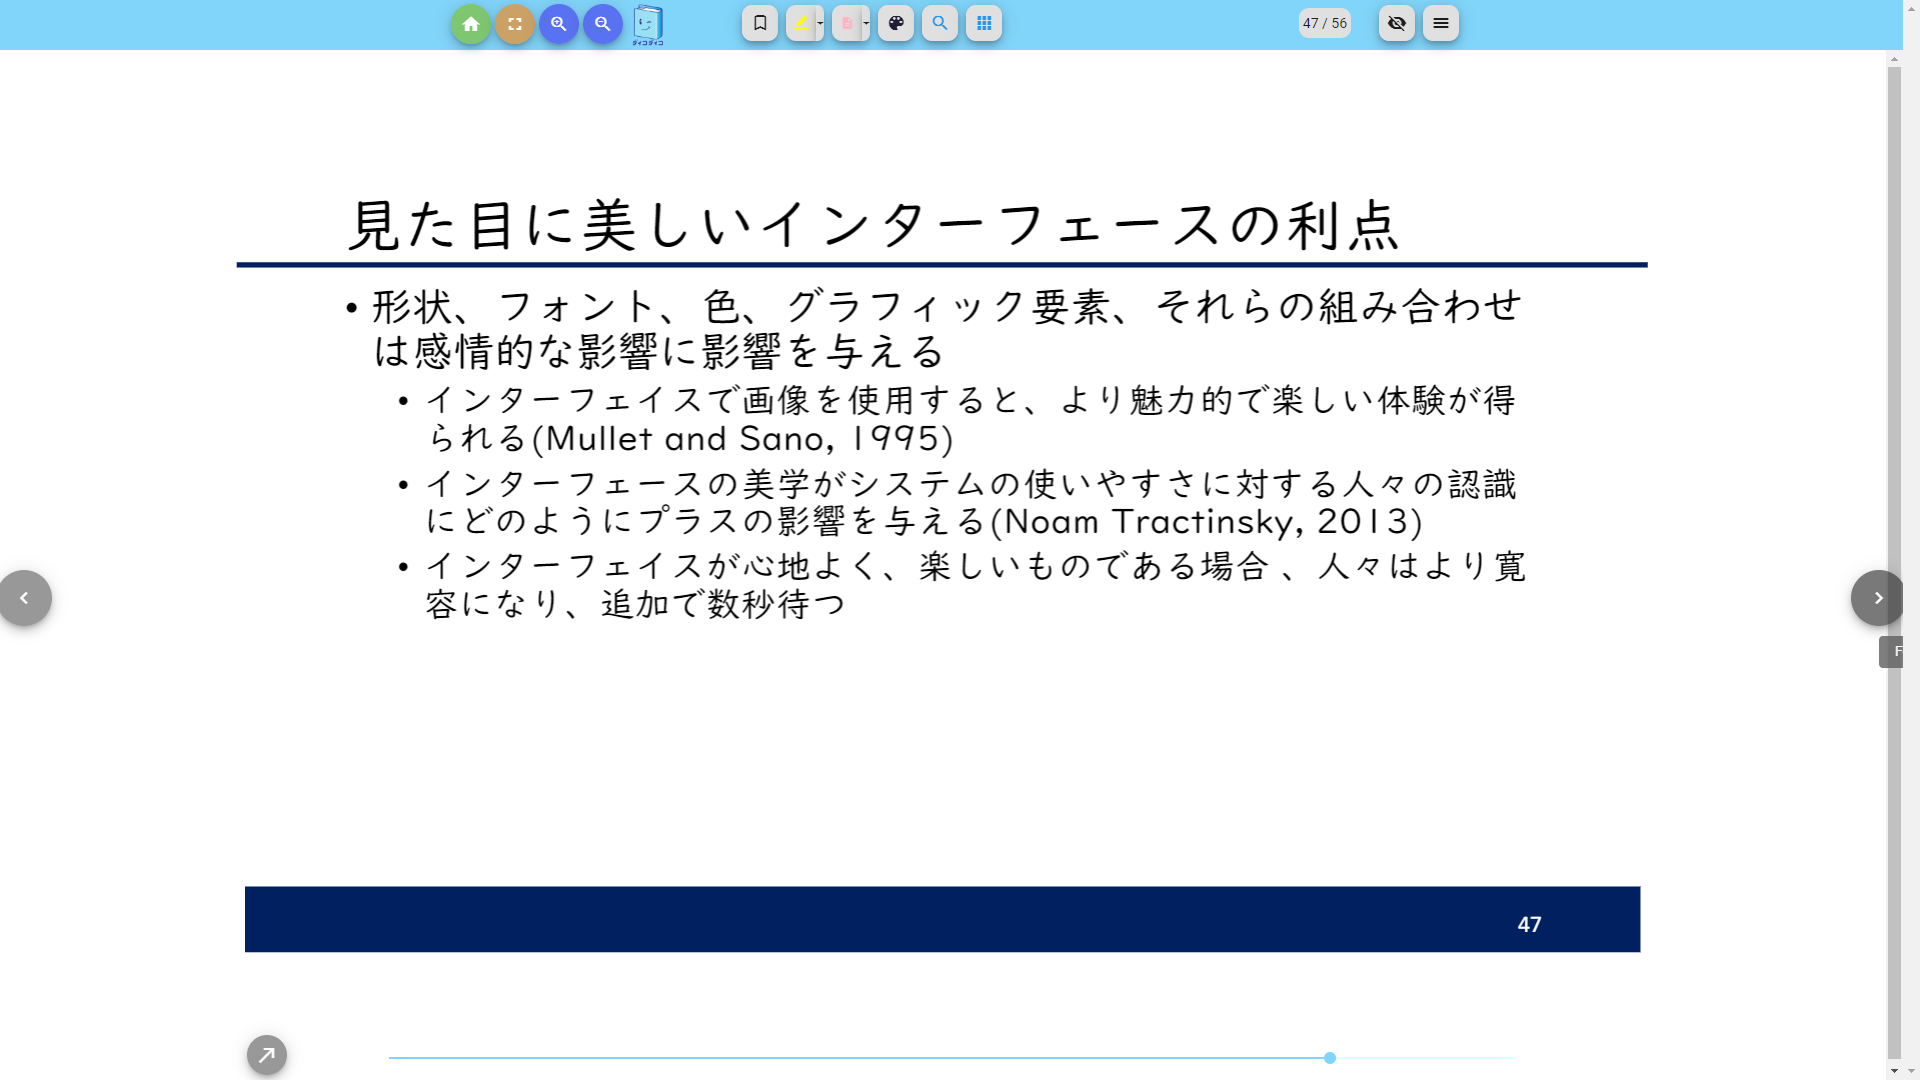 ダイコダイコ
47 / 56
見た目に美しいインターフェースの利点
• 形状、フォント、色、グラフィック要素、それらの組み合わせ
は感情的な影響に影響を与える
• インターフェイスで画像を使用すると、より魅力的で楽しい体験が得
られる(Mullet and Sano, 1995)
• インターフェースの美学がシステムの使いやすさに対する人々の認識
にどのようにプラスの影響を与える(Noam Tractinsky, 2013)
• インターフェイスが心地よく、楽しいものである場合 、人々はより寛
容になり、追加で数秒待つ
F
47